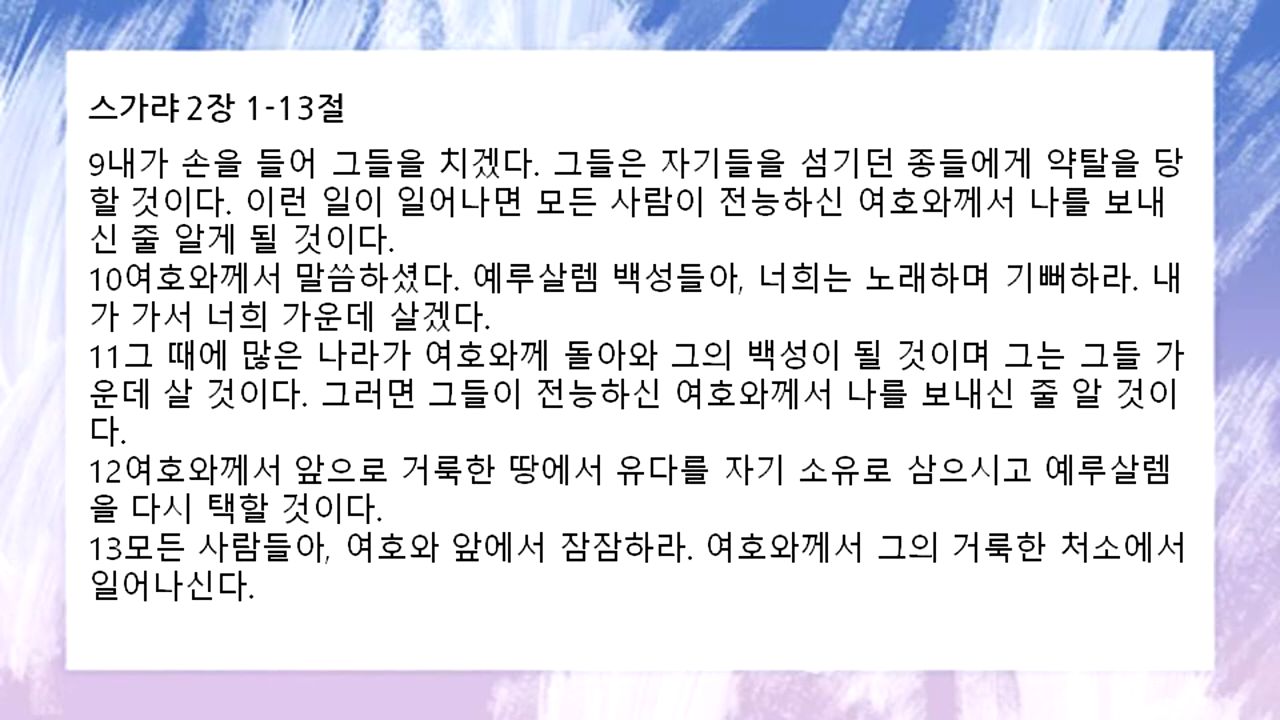 스가랴 2장 1-13절
9내가 손을 들어 그들을 치겠다. 그들은 자기들을 섬기던 종들에게 약탈을 당
할 것이다. 이런 일이 일어나면 모든 사람이 전능하신 여호와께서 나를 보내
신 줄 알게 될 것이다.
10여호와께서 말씀하셨다. 예루살렘 백성들아, 너희는 노래하며 기뻐하라. 내
가 가서 너희 가운데 살겠다.
11그 때에 많은 나라가 여호와께 돌아와 그의 백성이 될 것이며 그는 그들 가
운데 살 것이다. 그러면 그들이 전능하신 여호와께서 나를 보내신 줄 알 것이
다.
12여호와께서 앞으로 거룩한 땅에서 유다를 자기 소유로 삼으시고 예루살렘
을 다시 택할 것이다.
13모든 사람들아, 여호와 앞에서 잠잠하라. 여호와께서 그의 거룩한 처소에서
일어나신다.